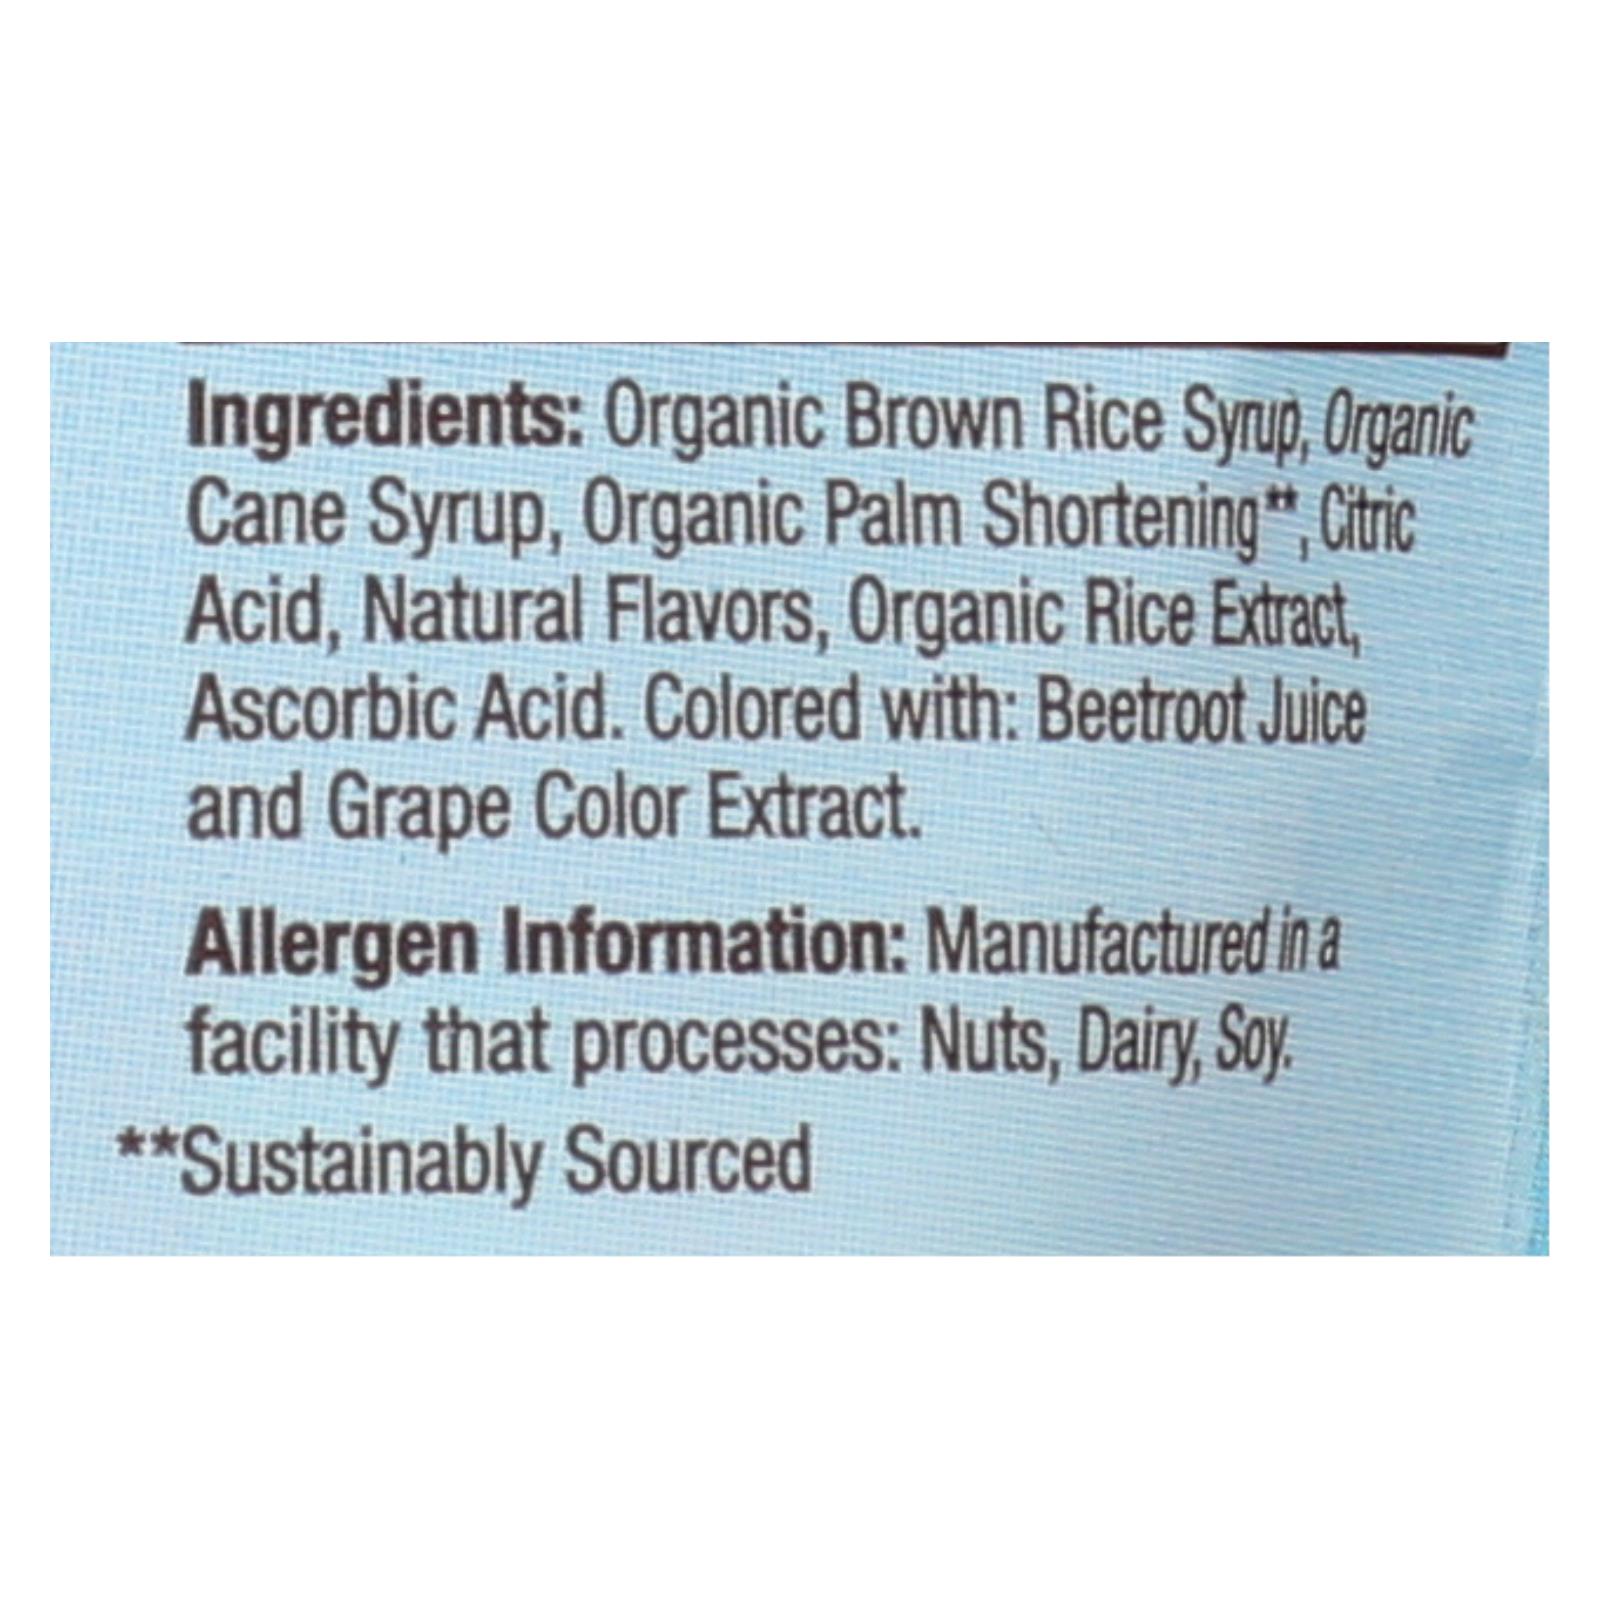 Ingredients: Organic Brown Rice Syrup, Organic
Cane Syrup, Organic Palm Shortening**, Citric
Acid, Natural Flavors, Organic Rice Extract,
Ascorbic Acid. Colored with: Beetroot Juice
and Grape Color Extract.
Allergen Information: Manufactured in a
facility that processes: Nuts, Dairy, Soy.
**Sustainably Sourced